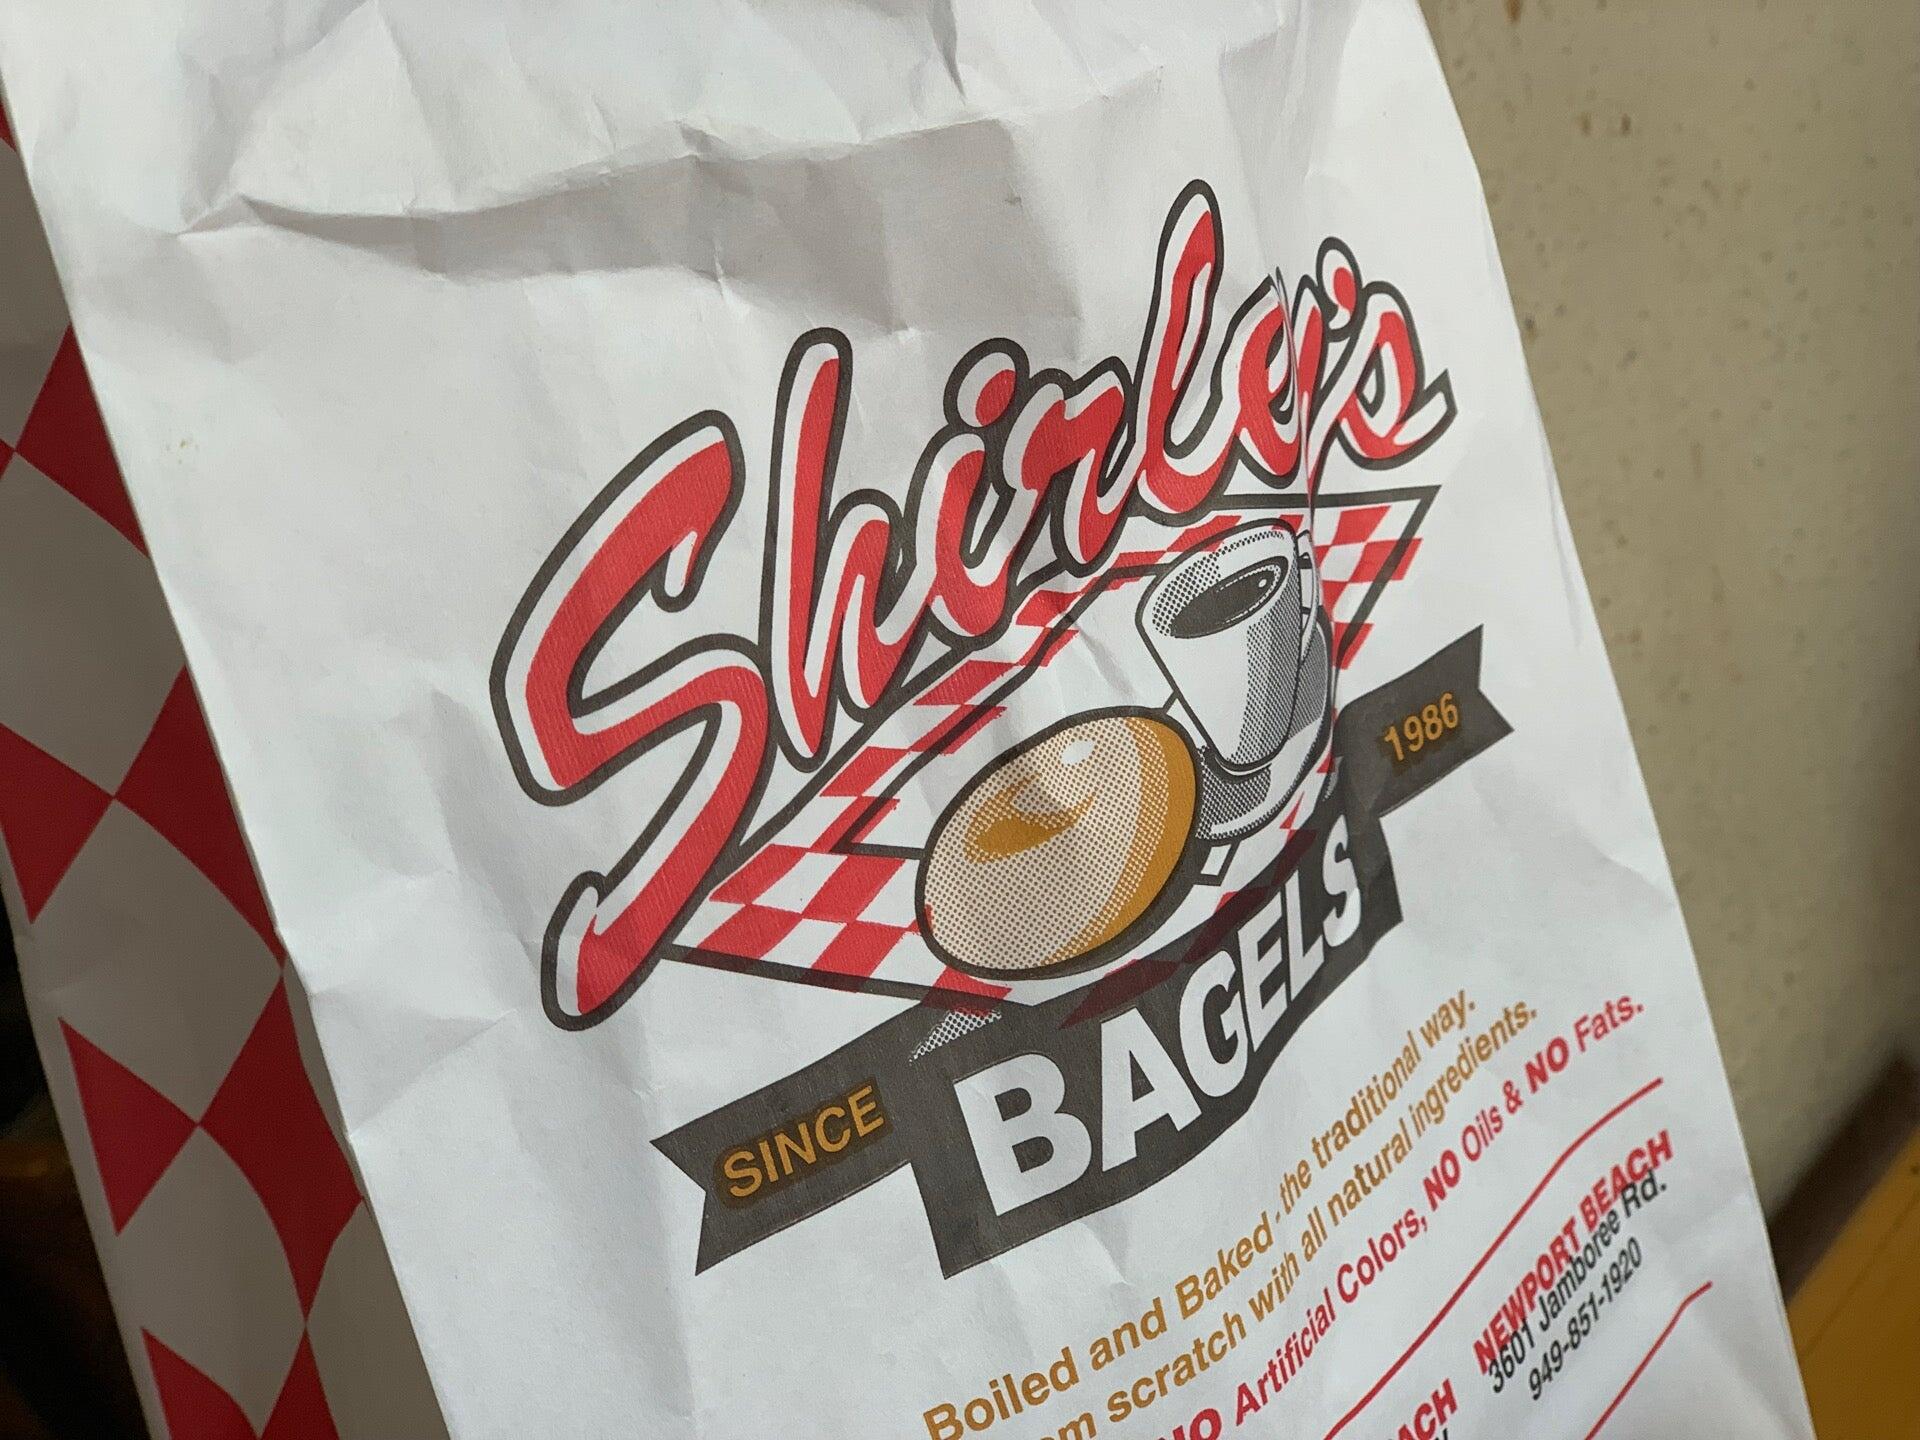 Shirley's
BAGELS
SINCE
1986
Boiled and Baked - the traditional way.
scratch with all natural ingredients.
NO Artificial Colors, NO Oils & NO Fats.
NEWPORT BEACH
3601 Jamboree Rd.
949-851-1920